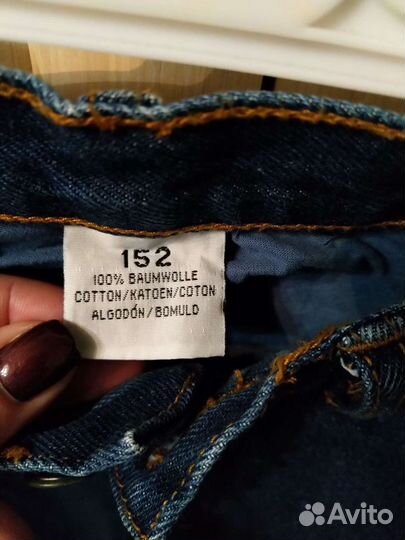 152
100% BAUMWOLLE
COTTON/KATOEN/COTON
ALGODÓN/BOMULD
Avito